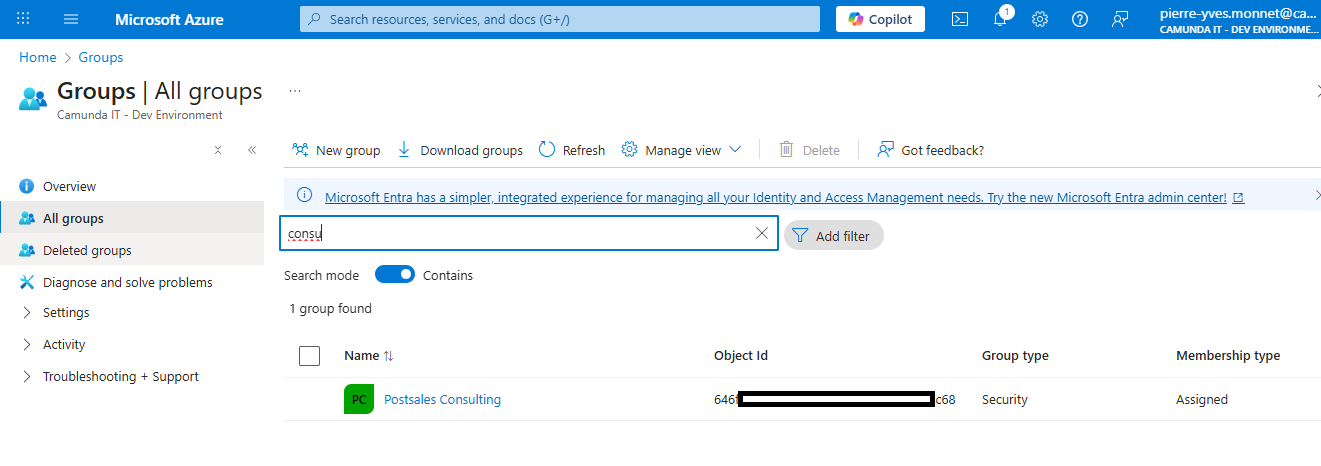 Microsoft Azure
Search resources, services, and docs (G+/)
Copilot
1
pierre-yves.monnet@ca...
CAMUNDA IT - DEV ENVIRONME...
Home > Groups
Groups | All groups
...
Camunda IT - Dev Environment
New group
Download groups
Refresh
Manage view
Delete
Got feedback?
Overview
All groups
Deleted groups
Diagnose and solve problems
Settings
Activity
Troubleshooting + Support
Microsoft Entra has a simpler, integrated experience for managing all your Identity and Access Management needs. Try the new Microsoft Entra admin center!
consu
Add filter
Search mode
Contains
1 group found
Name Object Id Group type Membership type
PC Postsales Consulting 646f c68 Security Assigned